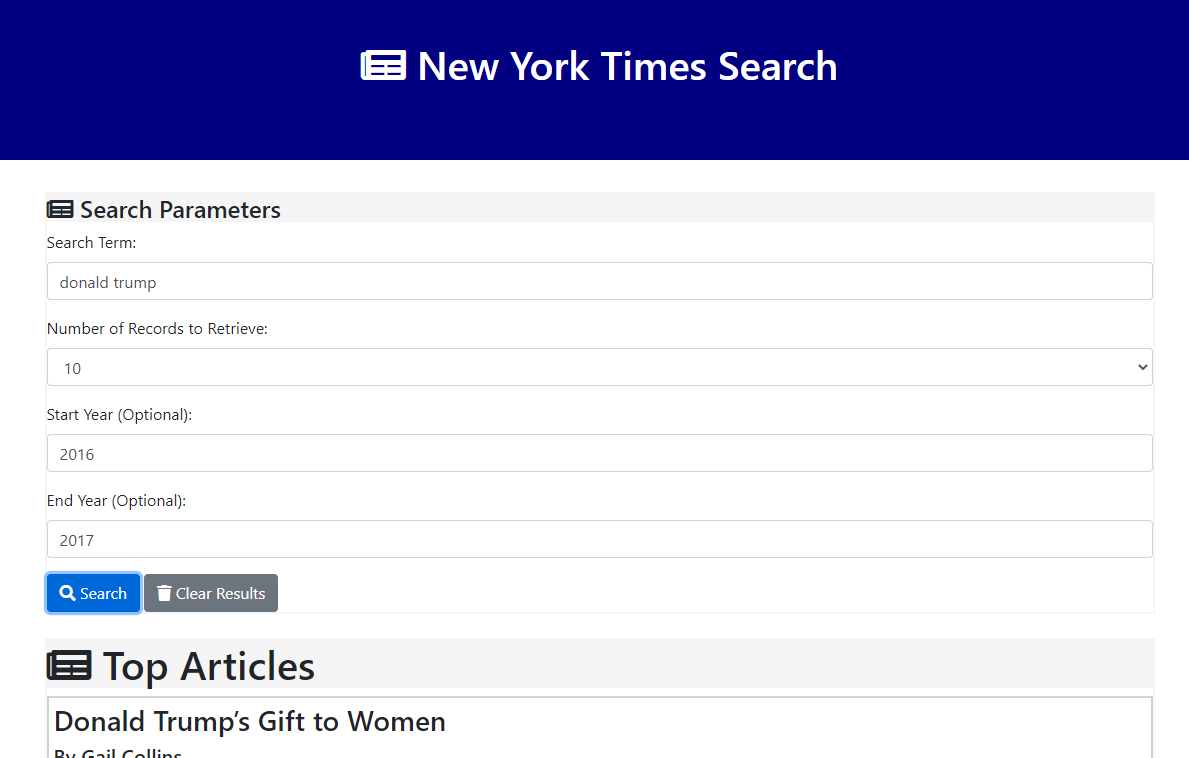 New York Times Search
Search Parameters
Search Term:
donald trump
Number of Records to Retrieve:
10
Start Year (Optional):
2016
End Year (Optional):
2017
Search Clear Results
Top Articles
Donald Trump’s Gift to Women
By Gail Collins